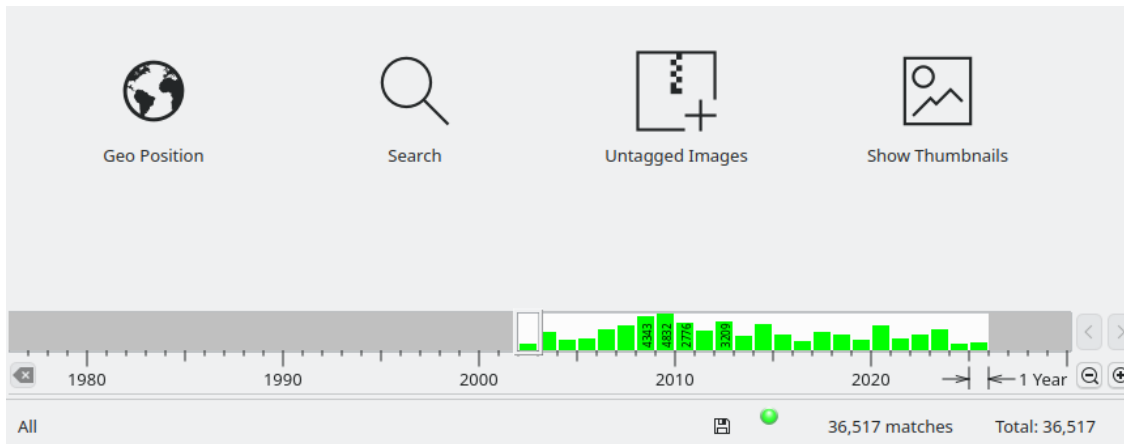 Geo Position
Search
Untagged Images
Show Thumbnails
4343
4832
2776
3209
1980
1990
2000
2010
2020
1 Year
All
36,517 matches
Total: 36,517